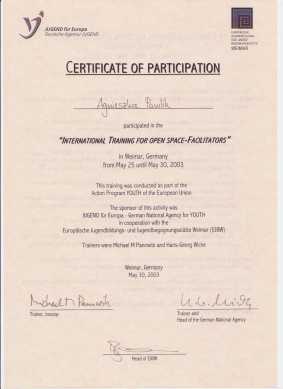 JUGEND für Europa
Deutsche Agentur JUGEND
WEIMAR
CERTIFICATE OF PARTICIPATION
Agnieszka Pawlik
participated in the
"INTERNATIONAL TRAINING FOR OPEN SPACE-FACILITATORS"
in Weimar, Germany
from May 25 until May 30, 2003
This training was conducted as part of the
Action Program YOUTH of the European Union
The sponsor of this activity was
JUGEND für Europa - German National Agency for YOUTH
in cooperation with the
Europäische Jugendbildungs- und Jugendbegegnungsstätte Weimar (EJBW)
Trainers were Michael M Pannwitz and Hans-Georg Wicke
Weimar, Germany
May 30, 2003
Michael M Pannwitz
Trainer,
Trainer and
Head of the German National Agency
Head of EJBW